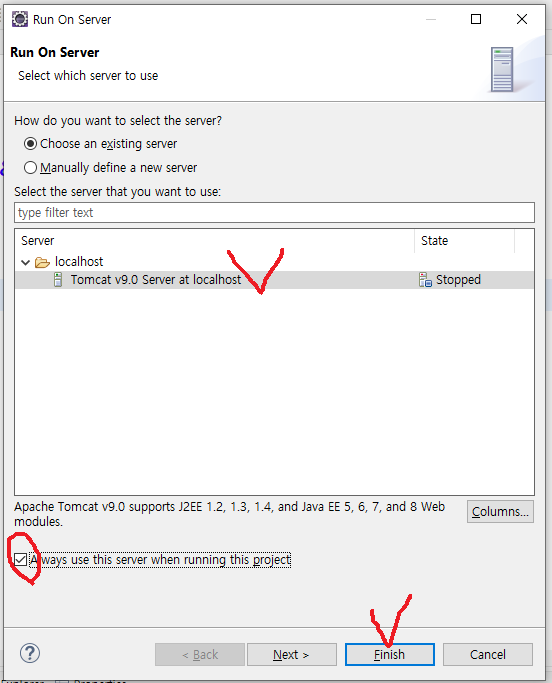 Run On Server
Run On Server
Select which server to use
How do you want to select the server?
Choose an existing server
Manually define a new server
Select the server that you want to use:
type filter text
Server State
localhost
Tomcat v9.0 Server at localhost Stopped
Apache Tomcat v9.0 supports J2EE 1.2, 1.3, 1.4, and Java EE 5, 6, 7, and 8 Web
modules.
Columns...
Always use this server when running this project
< Back Next > Finish Cancel